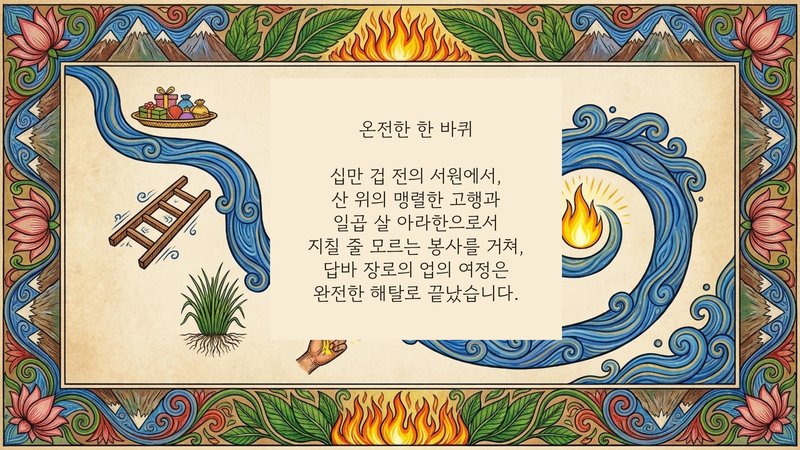 온전한 한 바퀴
십만 겁 전의 서원에서,
산 위의 맹렬한 고행과
일곱 살 아라한으로서
지칠 줄 모르는 봉사를 거쳐,
답바 장로의 업의 여정은
완전한 해탈로 끝났습니다.